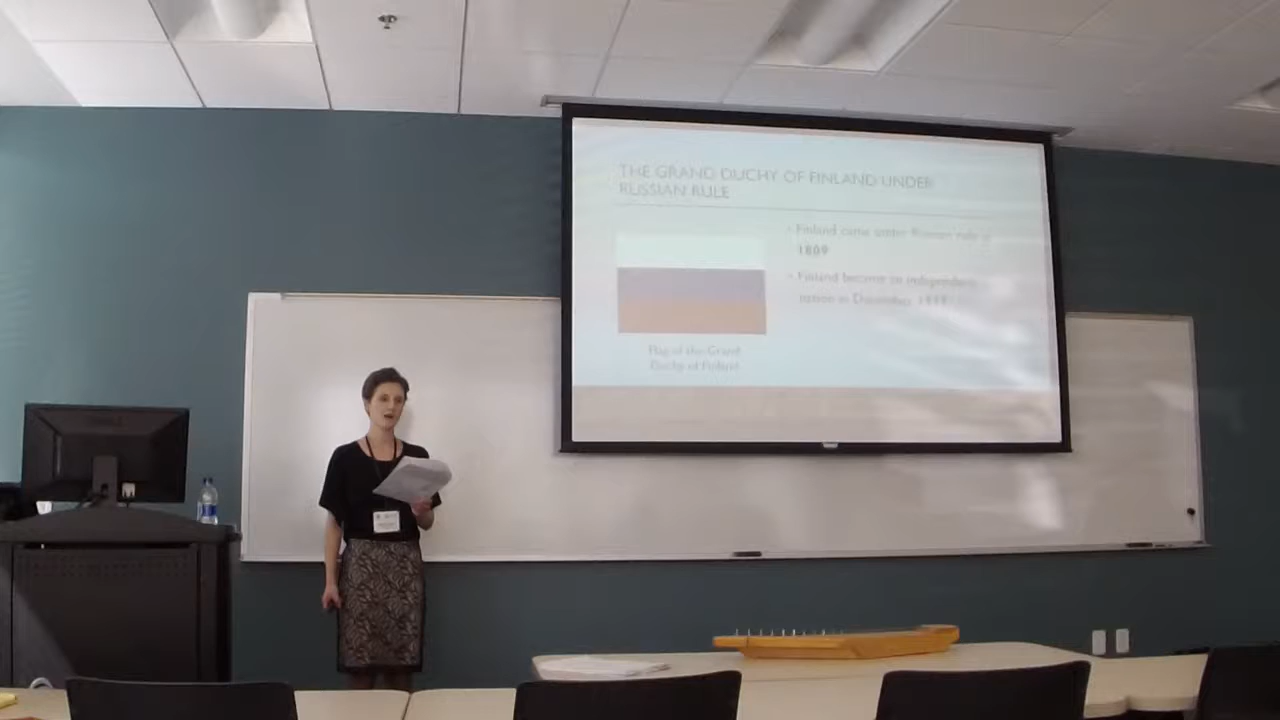 THE GRAND DUCHY OF FINLAND UNDER
RUSSIAN RULE
• Finland came under Russian rule in
1809
• Finland became an independent
nation in December, 1917
Flag of the Grand
Duchy of Finland